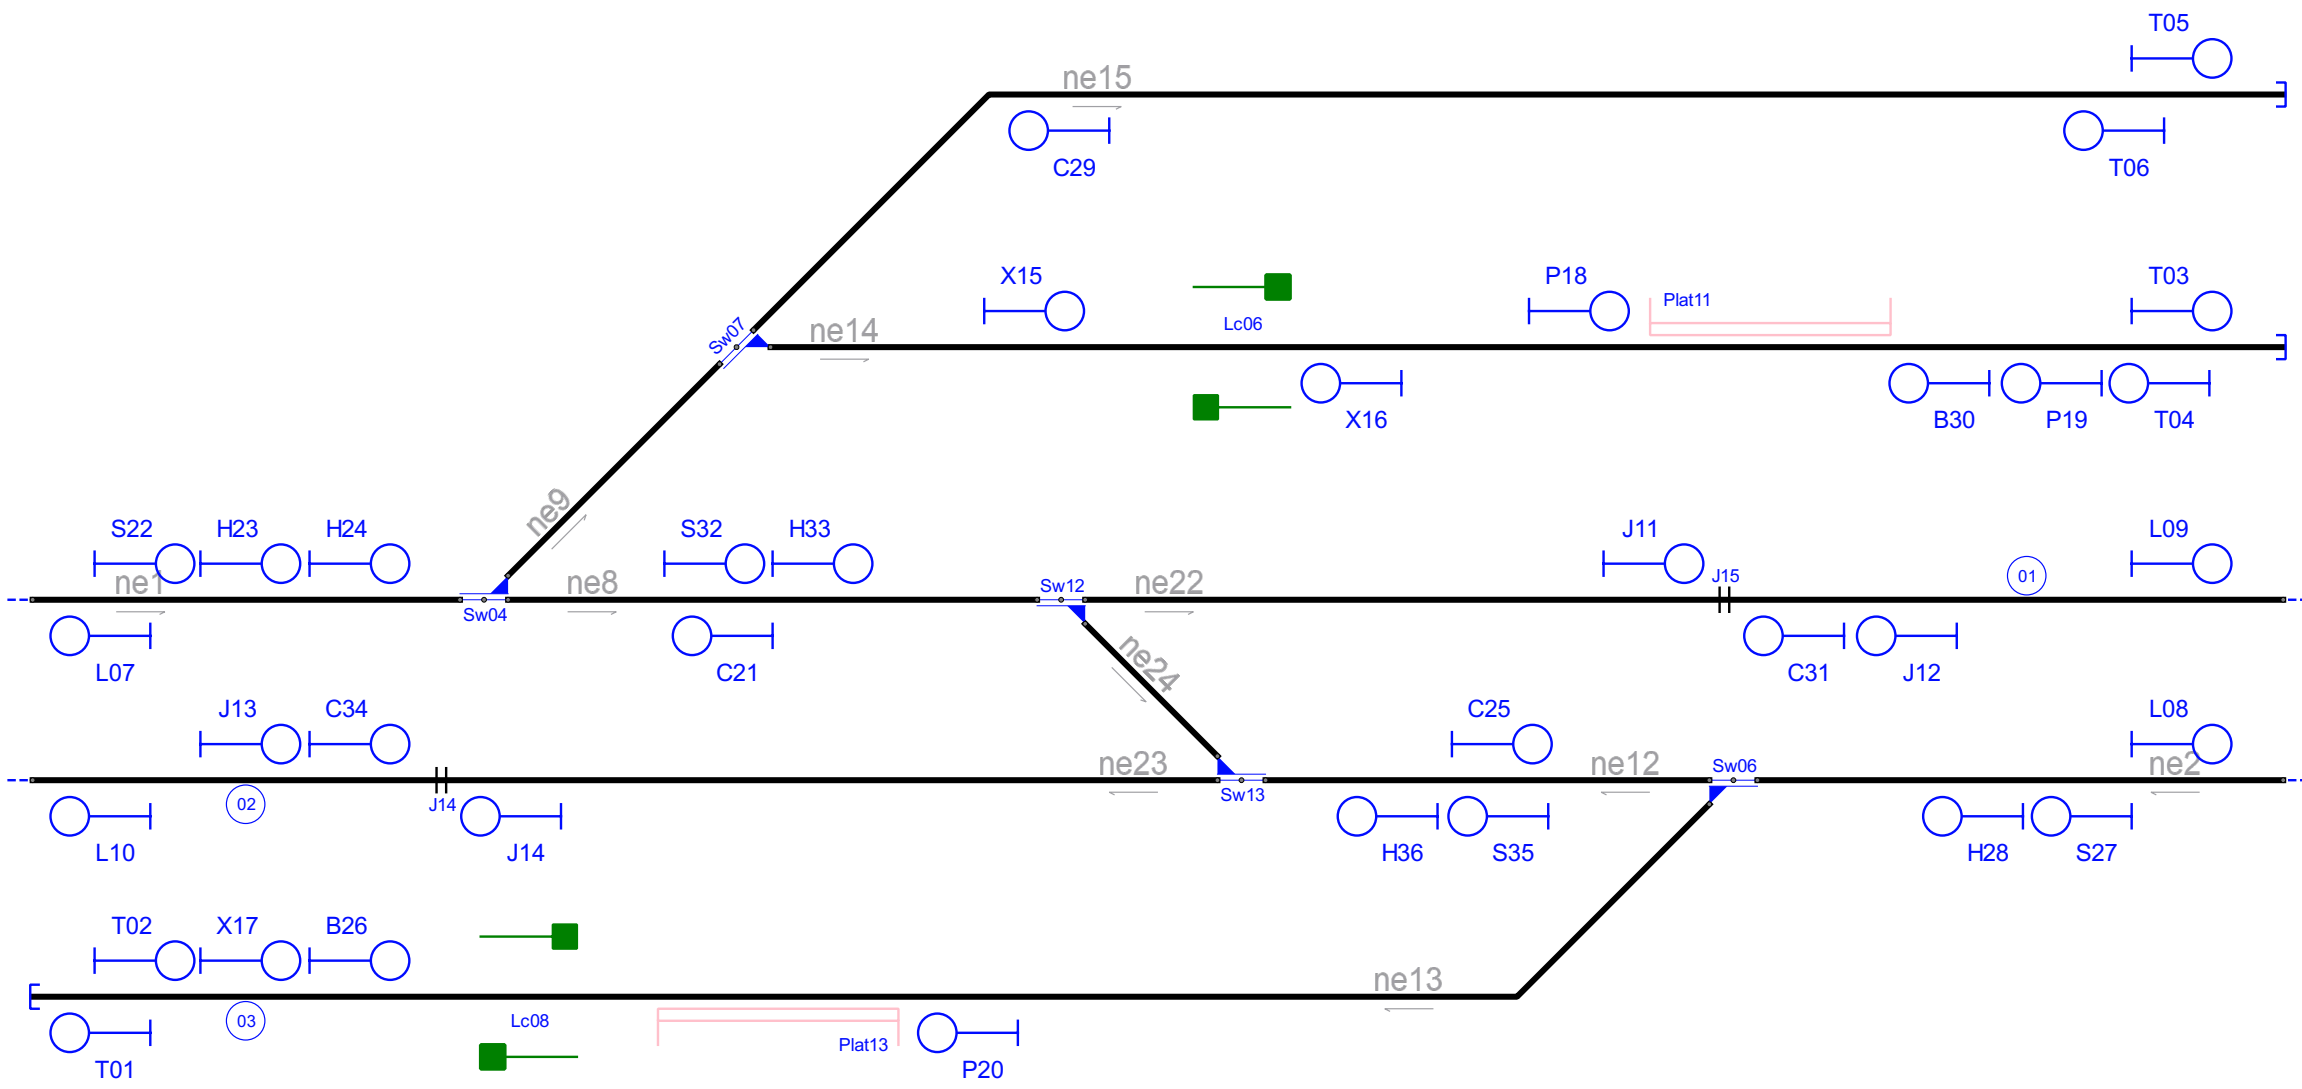 T05
ne15
C29
T06
X15
P18
Plat11
T03
Sw07
ne14
Lc06
X16
B30
P19
T04
ne9
S22
H23
H24
S32
H33
J11
L09
ne1
ne8
Sw12
ne22
J15
01
Sw04
L07
C21
ne24
C31
J12
J13
C34
C25
L08
ne23
ne12
Sw06
ne2
02
J14
Sw13
L10
J14
H36
S35
H28
S27
T02
X17
B26
ne13
03
Lc08
Plat13
T01
P20